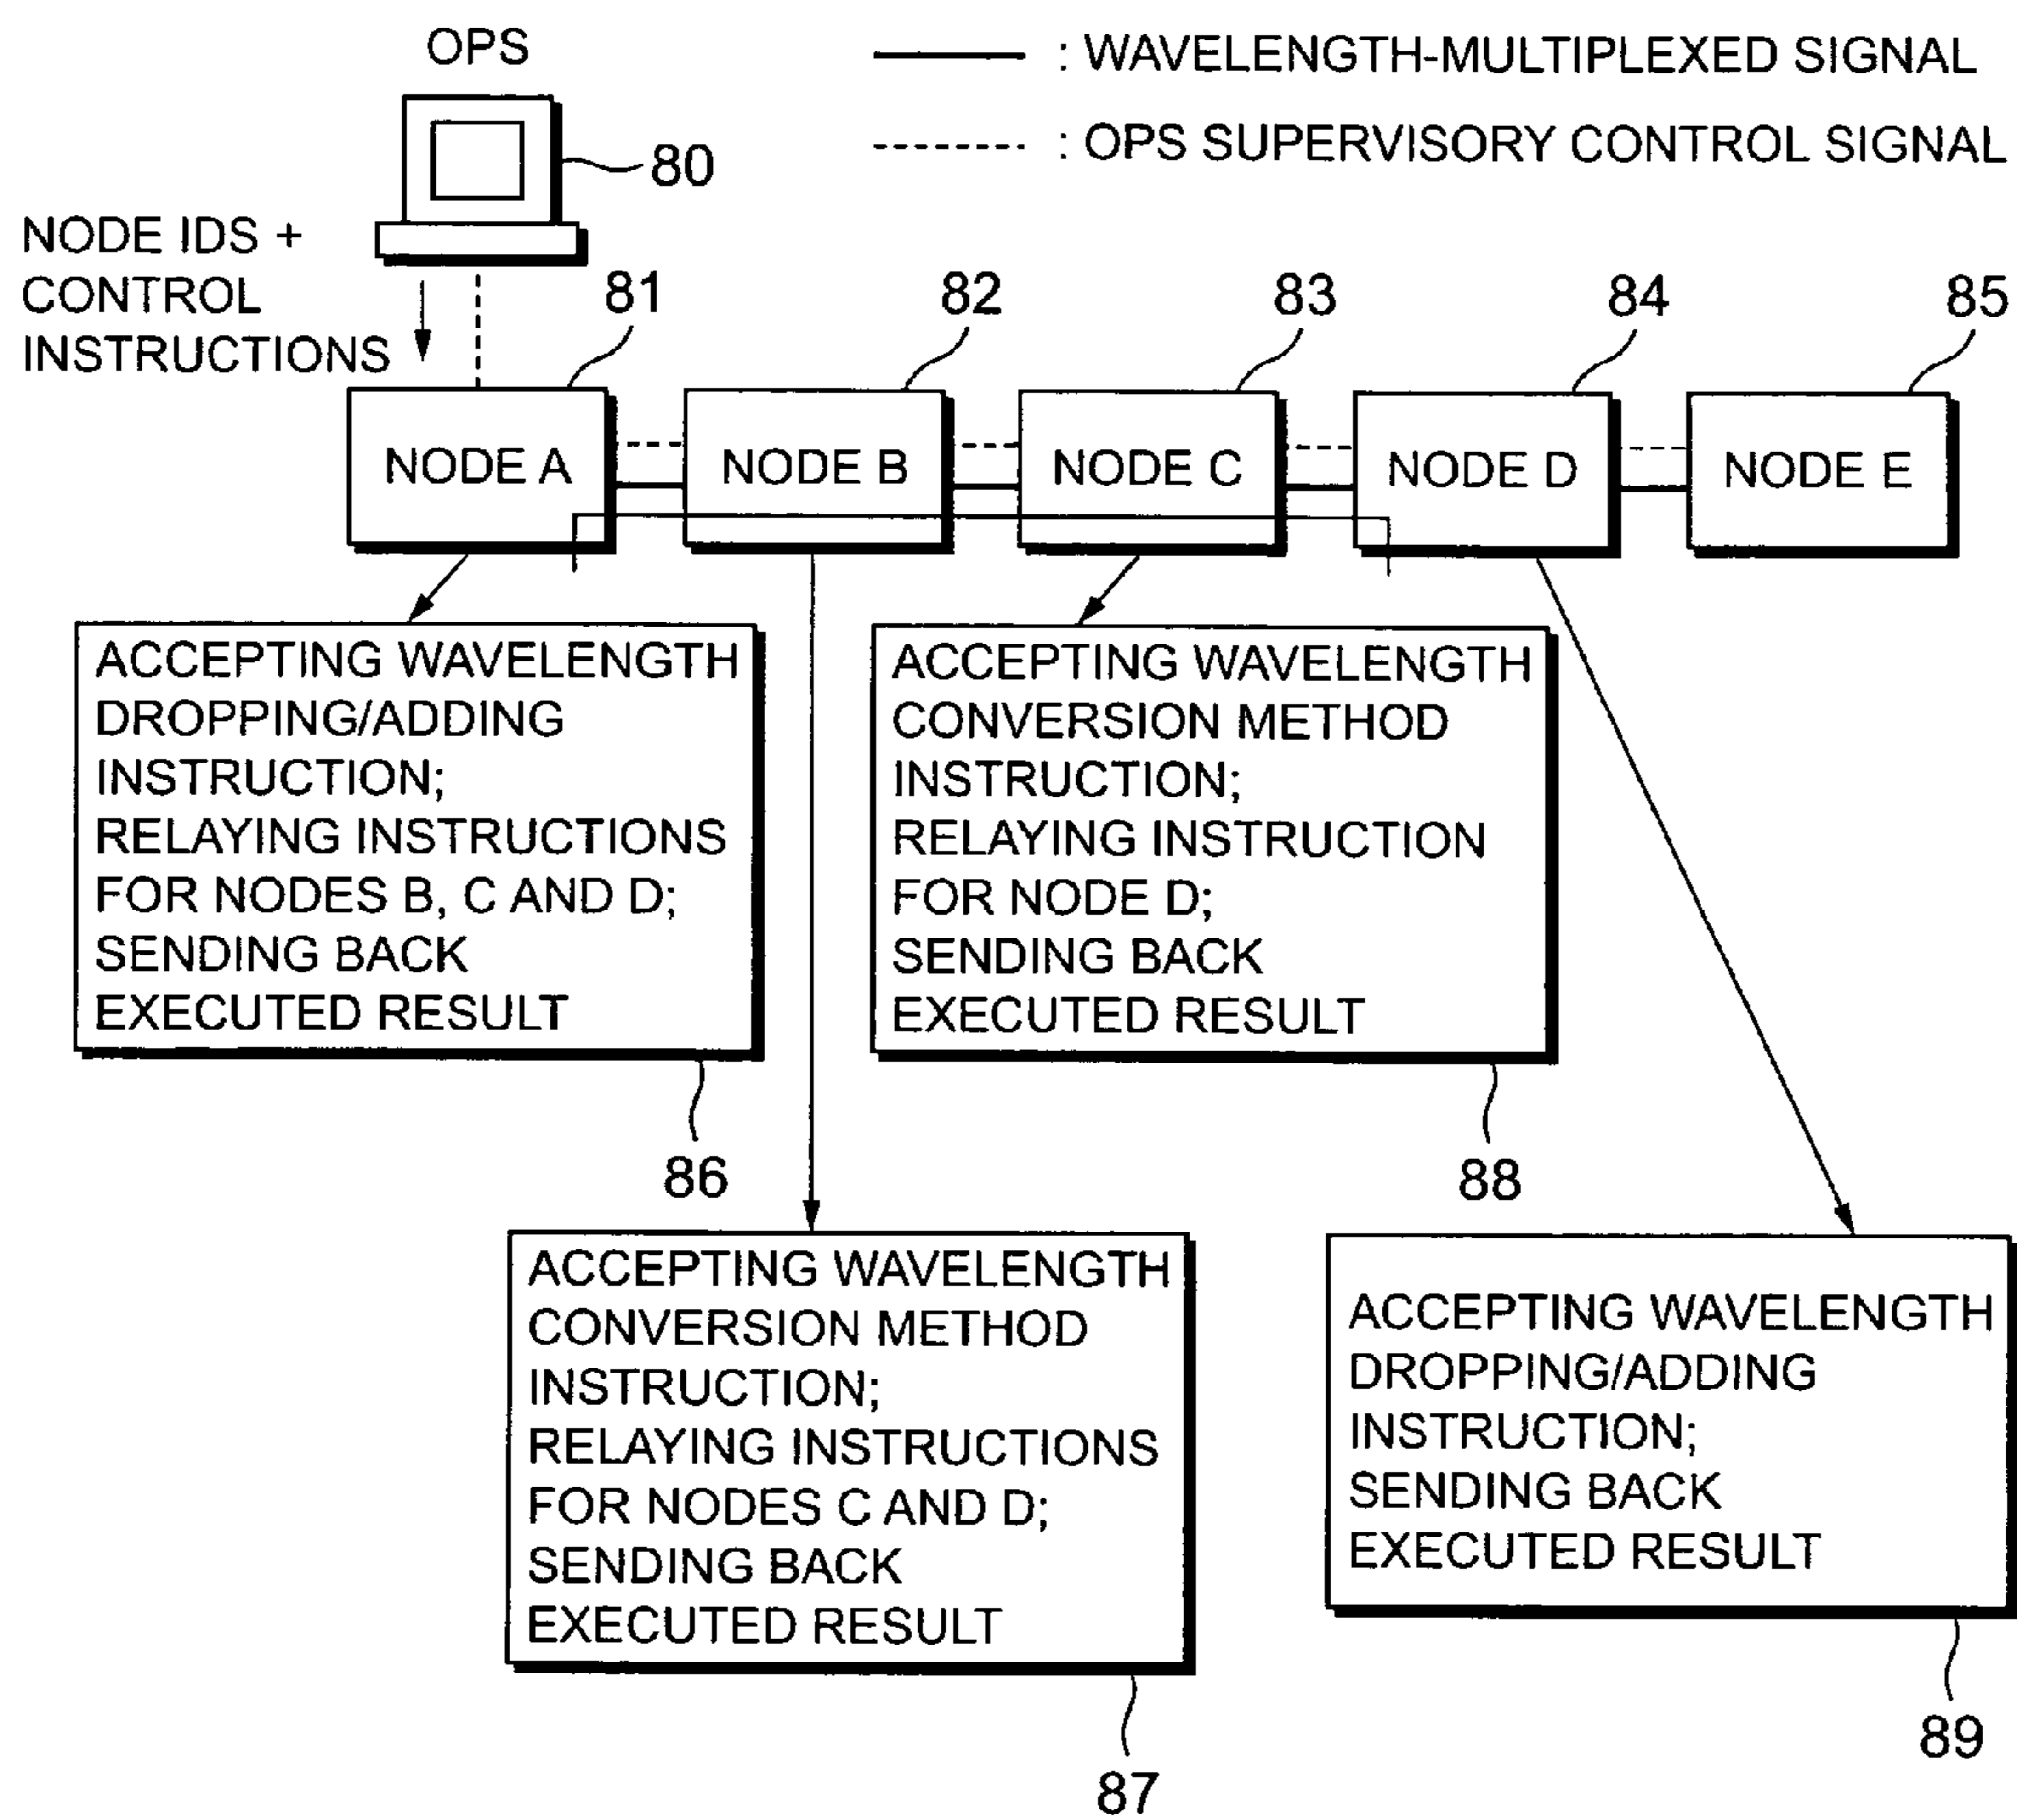 OPS
: WAVELENGTH-MULTIPLEXED SIGNAL
: OPS SUPERVISORY CONTROL SIGNAL
80
NODE IDS +
CONTROL
INSTRUCTIONS
81
82
83
84
85
NODE A
NODE B
NODE C
NODE D
NODE E
ACCEPTING WAVELENGTH
DROPPING/ADDING
INSTRUCTION;
RELAYING INSTRUCTIONS
FOR NODES B, C AND D;
SENDING BACK
EXECUTED RESULT
86
ACCEPTING WAVELENGTH
CONVERSION METHOD
INSTRUCTION;
RELAYING INSTRUCTION
FOR NODE D;
SENDING BACK
EXECUTED RESULT
88
ACCEPTING WAVELENGTH
CONVERSION METHOD
INSTRUCTION;
RELAYING INSTRUCTIONS
FOR NODES C AND D;
SENDING BACK
EXECUTED RESULT
87
ACCEPTING WAVELENGTH
DROPPING/ADDING
INSTRUCTION;
SENDING BACK
EXECUTED RESULT
89